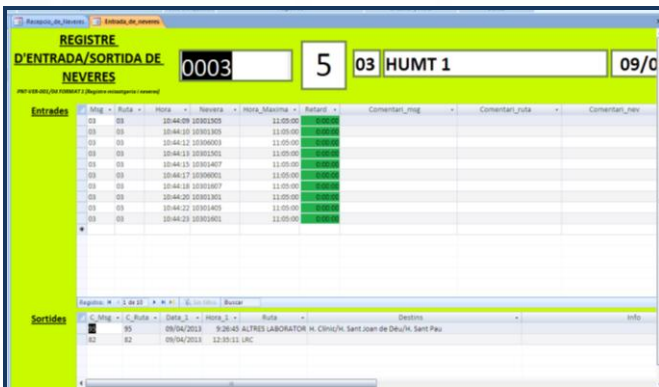 Recepcio_de_Neveres Entrada_de_neveres
REGISTRE
D'ENTRADA/SORTIDA DE
NEVERES
0003 5 03 HUMT 1 09/0
Entrades Msg Ruta Hora Nevera Hora_Maxima Retard Comentari_msg Comentari_ruta Comentari_nev
03 03 10:44:09 10301503 11:05:00 0:00:00
03 03 10:44:10 10301305 11:05:00 0:00:00
03 03 10:44:12 10306003 11:05:00 0:00:00
03 03 10:44:13 10301501 11:05:00 0:00:00
03 03 10:44:15 10301407 11:05:00 0:00:00
03 03 10:44:17 10306001 11:05:00 0:00:00
03 03 10:44:18 10301607 11:05:00 0:00:00
03 03 10:44:20 10301301 11:05:00 0:00:00
03 03 10:44:22 10301405 11:05:00 0:00:00
03 03 10:44:23 10301601 11:05:00 0:00:00
Registro: 1 de 10 Buscar
Sortides C_Msg C_Ruta Data_1 Hora_1 Ruta Destins Info
95 09/04/2013 9:26:45 ALTRES LABORATOR H. Clínic/H. Sant Joan de Déu/H. Sant Pau
82 82 09/04/2013 12:35:11 LRC